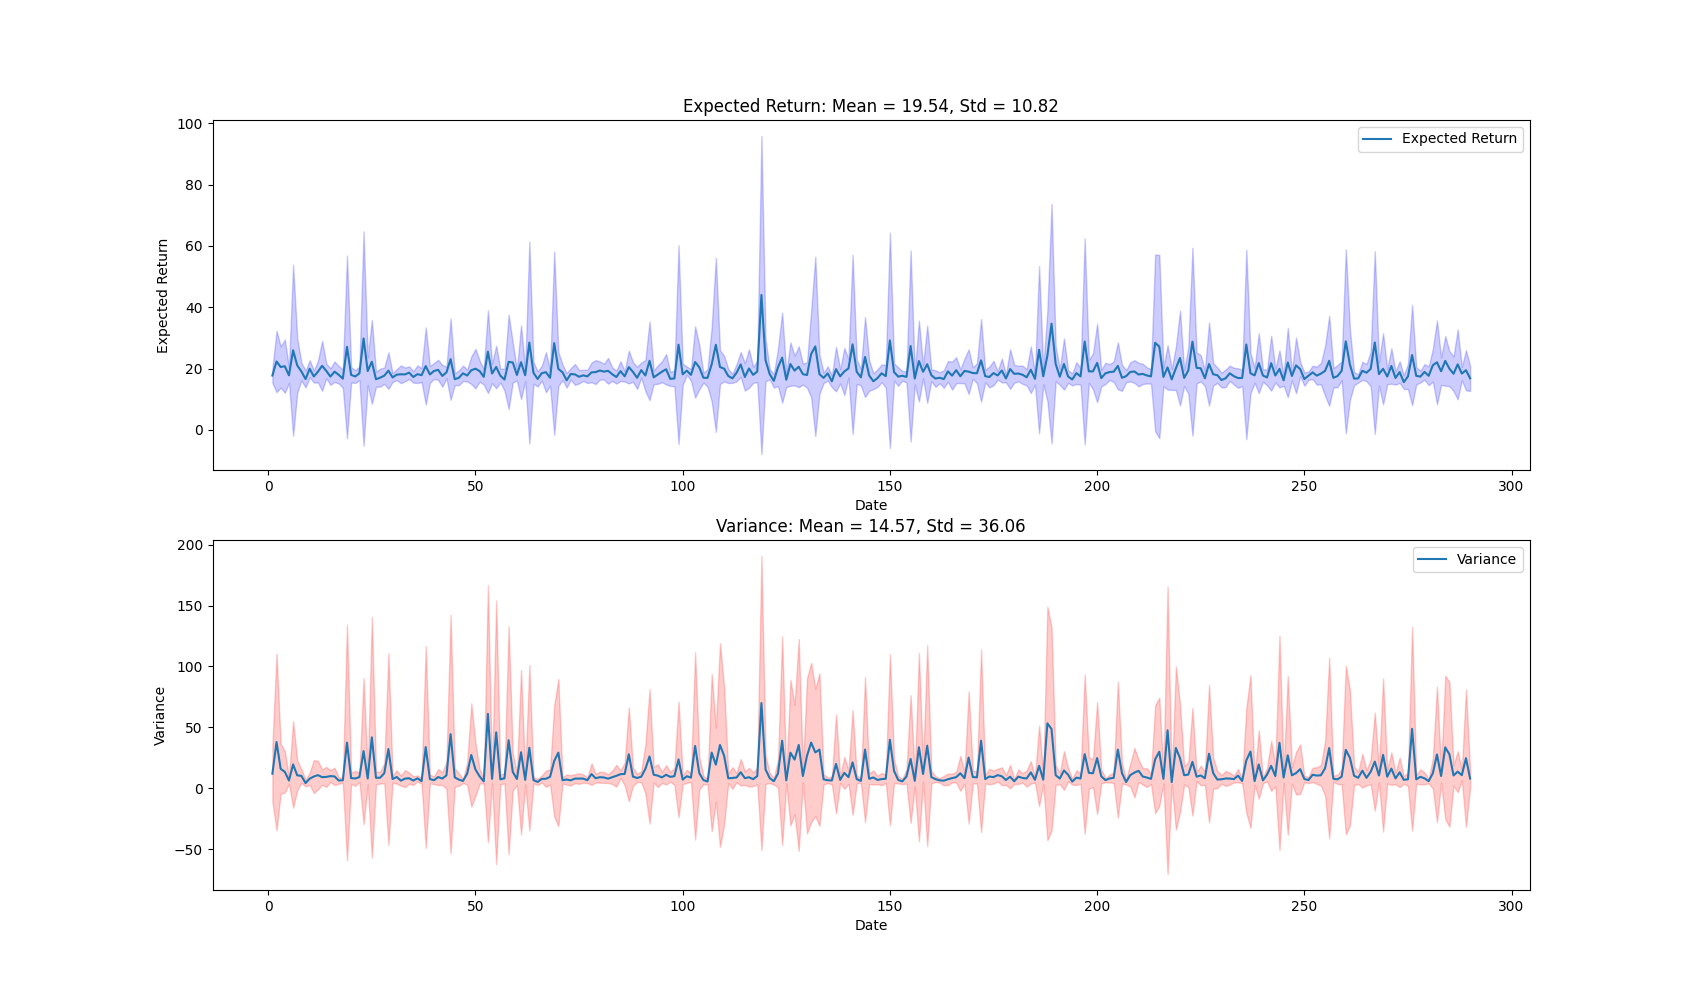 Expected Return: Mean = 19.54, Std = 10.82
Expected Return
100
80
60
40
20
0
Expected Return
0 50 100 150 200 250 300
Date
Variance: Mean = 14.57, Std = 36.06
Variance
200
150
100
50
0
−50
Variance
0 50 100 150 200 250 300
Date